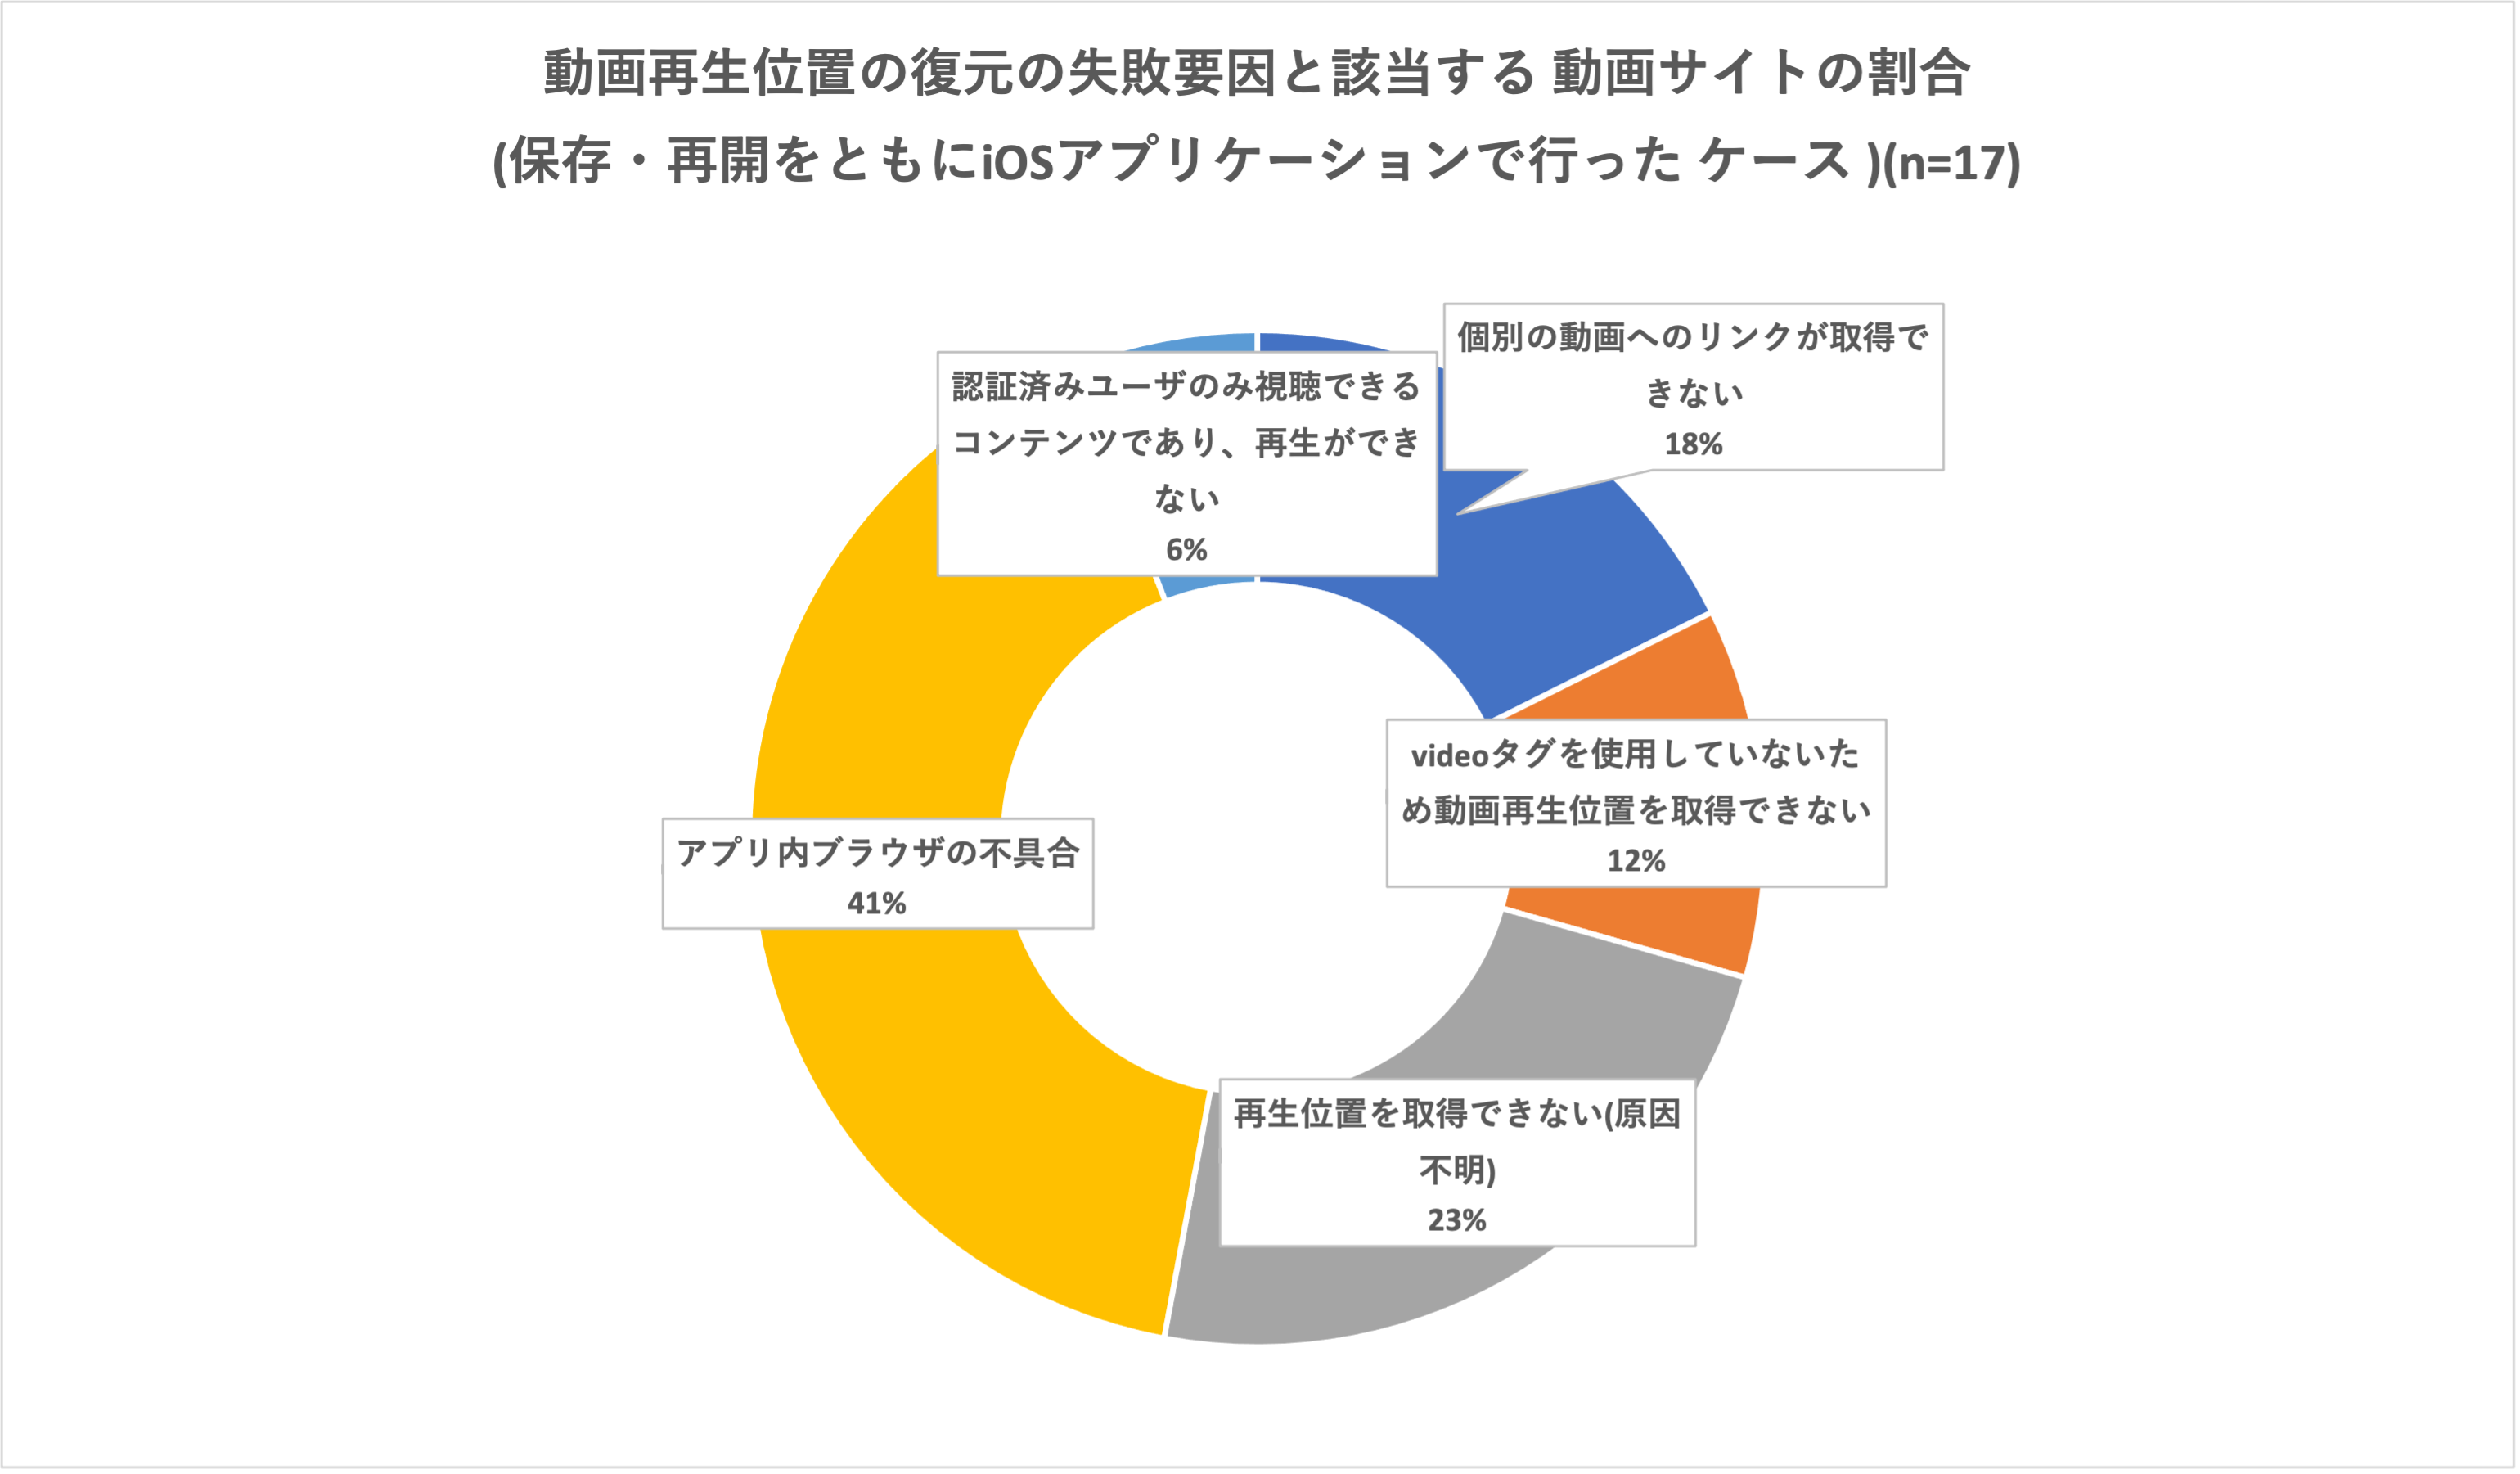 動画再生位置の復元の失敗要因と該当する 動画サイトの割合
(保存・再開をともにiOSアプリケーションで行った ケース )(n=17)
個別の動画へのリンクが取得で
きない
18%
認証済みユーザのみ視聴できる
コンテンツであり、再生ができ
ない
6%
videoタグを使用していないた
め動画再生位置を取得できない
12%
アプリ内ブラウザの不具合
41%
再生位置を取得できない(原因
不明)
23%